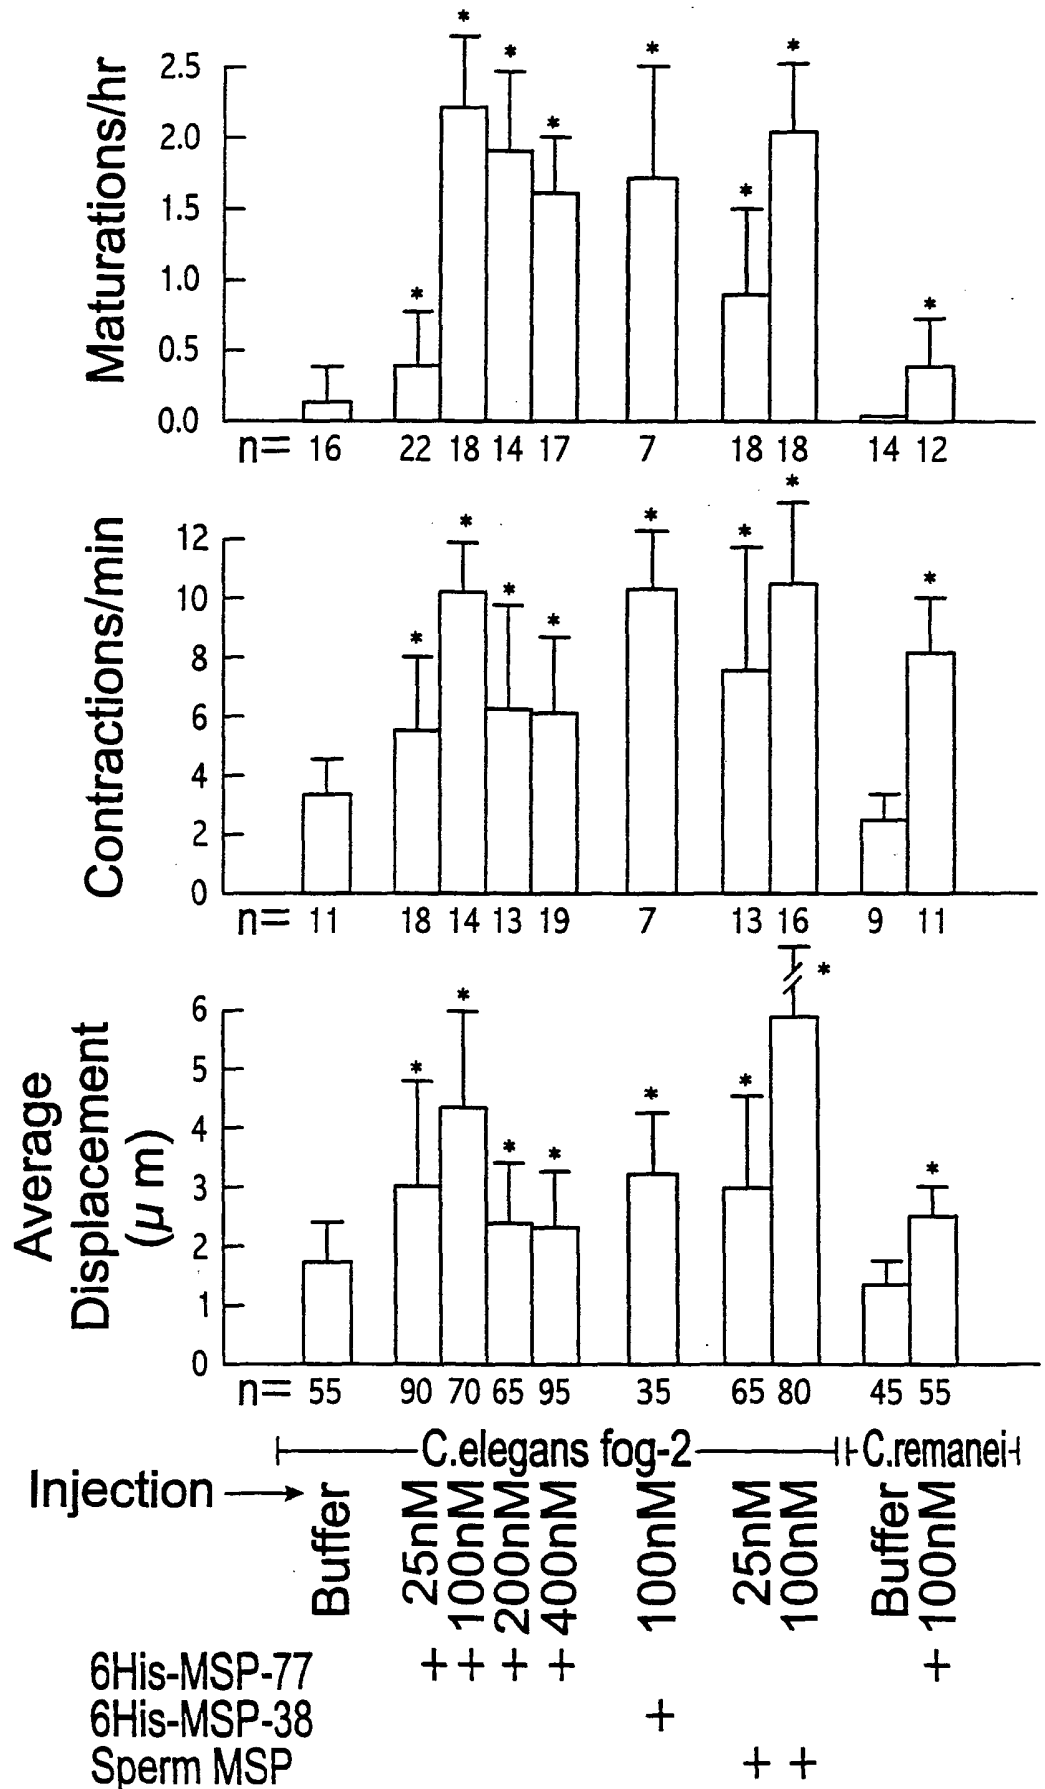 Maturations/hr
2.5
2.0
1.5
1.0
0.5
0.0
* * * * * * * *
n= 16 22 18 14 17 7 18 18 14 12
Contractions/min
12
10
8
6
4
2
0
* * * * * * * *
n= 11 18 14 13 19 7 13 16 9 11
Average
Displacement
(μ m)
6
5
4
3
2
1
0
* * * * * * * *
n= 55 90 70 65 95 35 65 80 45 55
C.elegans fog-2 C.remanei
Injection
Buffer
25nM
100nM
200nM
400nM
100nM
25nM
100nM
Buffer
100nM
6His-MSP-77 + + + + +
6His-MSP-38 +
Sperm MSP + +